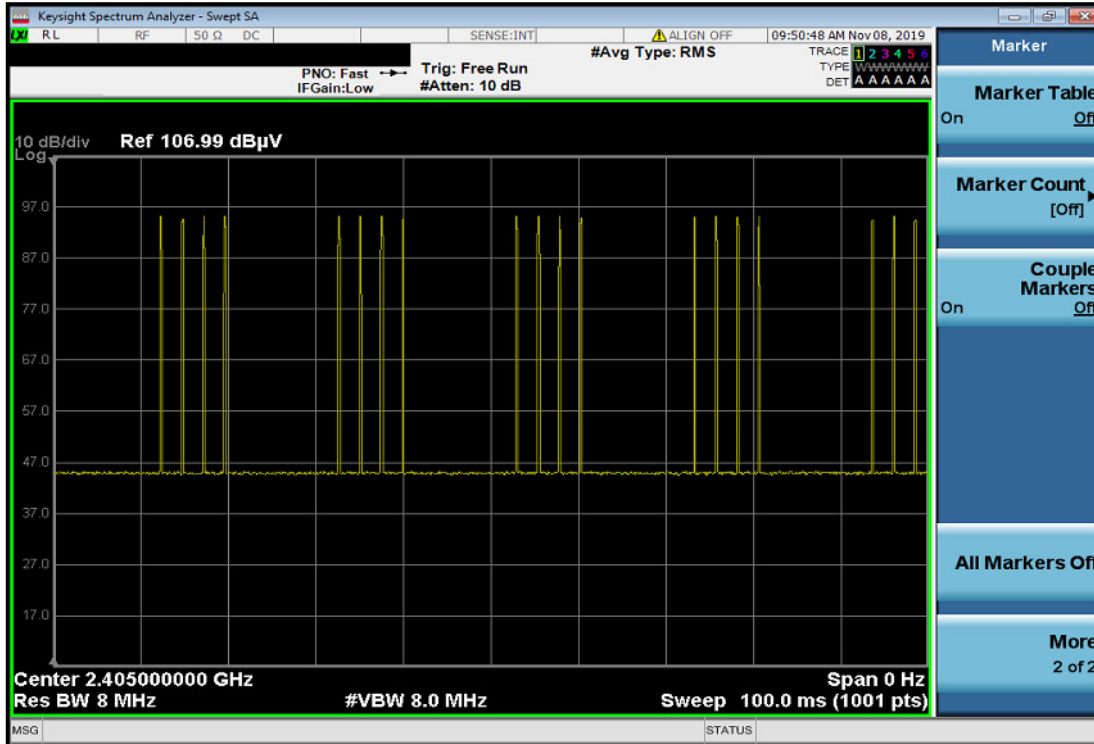 Keysight Spectrum Analyzer - Swept SA
LXI RL RF 50 Ω DC SENSE:INT ALIGN OFF 09:50:48 AM Nov 08, 2019
PNO: Fast IFGain:Low
Trig: Free Run
#Atten: 10 dB
#Avg Type: RMS
TRACE 1 2 3 4 5 6
TYPE WWWWWW
DET A A A A A A
10 dB/div Ref 106.99 dBµV
Log
97.0
87.0
77.0
67.0
57.0
47.0
37.0
27.0
17.0
Center 2.405000000 GHz Span 0 Hz
Res BW 8 MHz #VBW 8.0 MHz Sweep 100.0 ms (1001 pts)
MSG STATUS
Marker
Marker Table
On Off
Marker Count
[Off]
Couple
Markers
On Off
All Markers Off
More
2 of 2